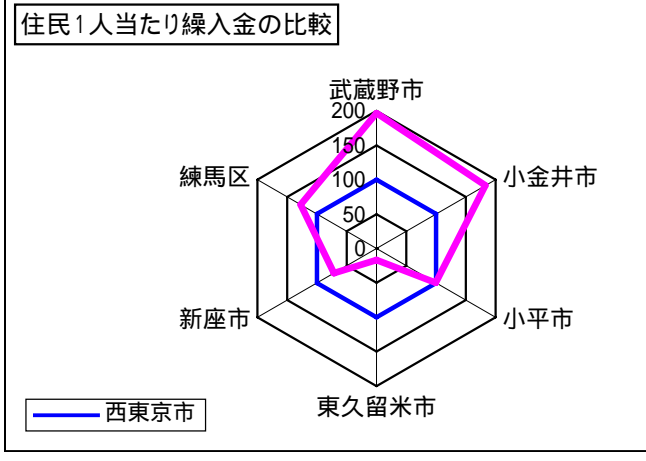 住民1人当たり繰入金の比較
武蔵野市
200
150
100
50
0
練馬区
小金井市
新座市
小平市
東久留米市
西東京市